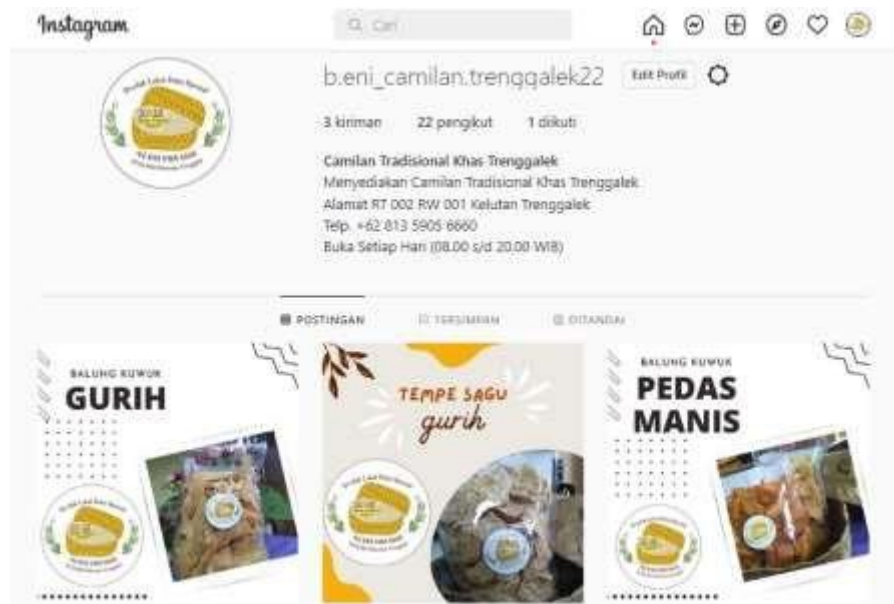 Instagram
Cari
b.eni_camilan.trenggalek22 Edit Profil
3 kiriman 22 pengikut 1 diikuti
Camilan Tradisional Khas Trenggalek
Menyediakan Camilan Tradisional Khas Trenggalek
Alamat RT 002 RW 001 Kelutan Trenggalek
Telp. +62 813 5905 6660
Buka Setiap Hari (08.00 s/d 20.00 WIB)
POSTINGAN TERSIMPAN DITANDAI
BALUNG KUWUK
GURIH
TEMPE SAGU
gurih
BALUNG KUWUK
PEDAS
MANIS